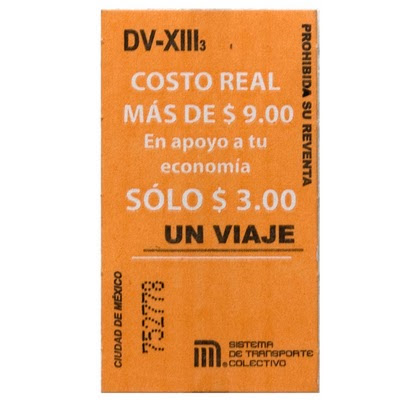 DV-XIII3
COSTO REAL
MÁS DE $ 9.00
En apoyo a tu
economía
SÓLO $ 3.00
UN VIAJE
PROHIBIDA SU REVENTA
CIUDAD DE MÉXICO
752778
SISTEMA
DE TRANSPORTE
COLECTIVO